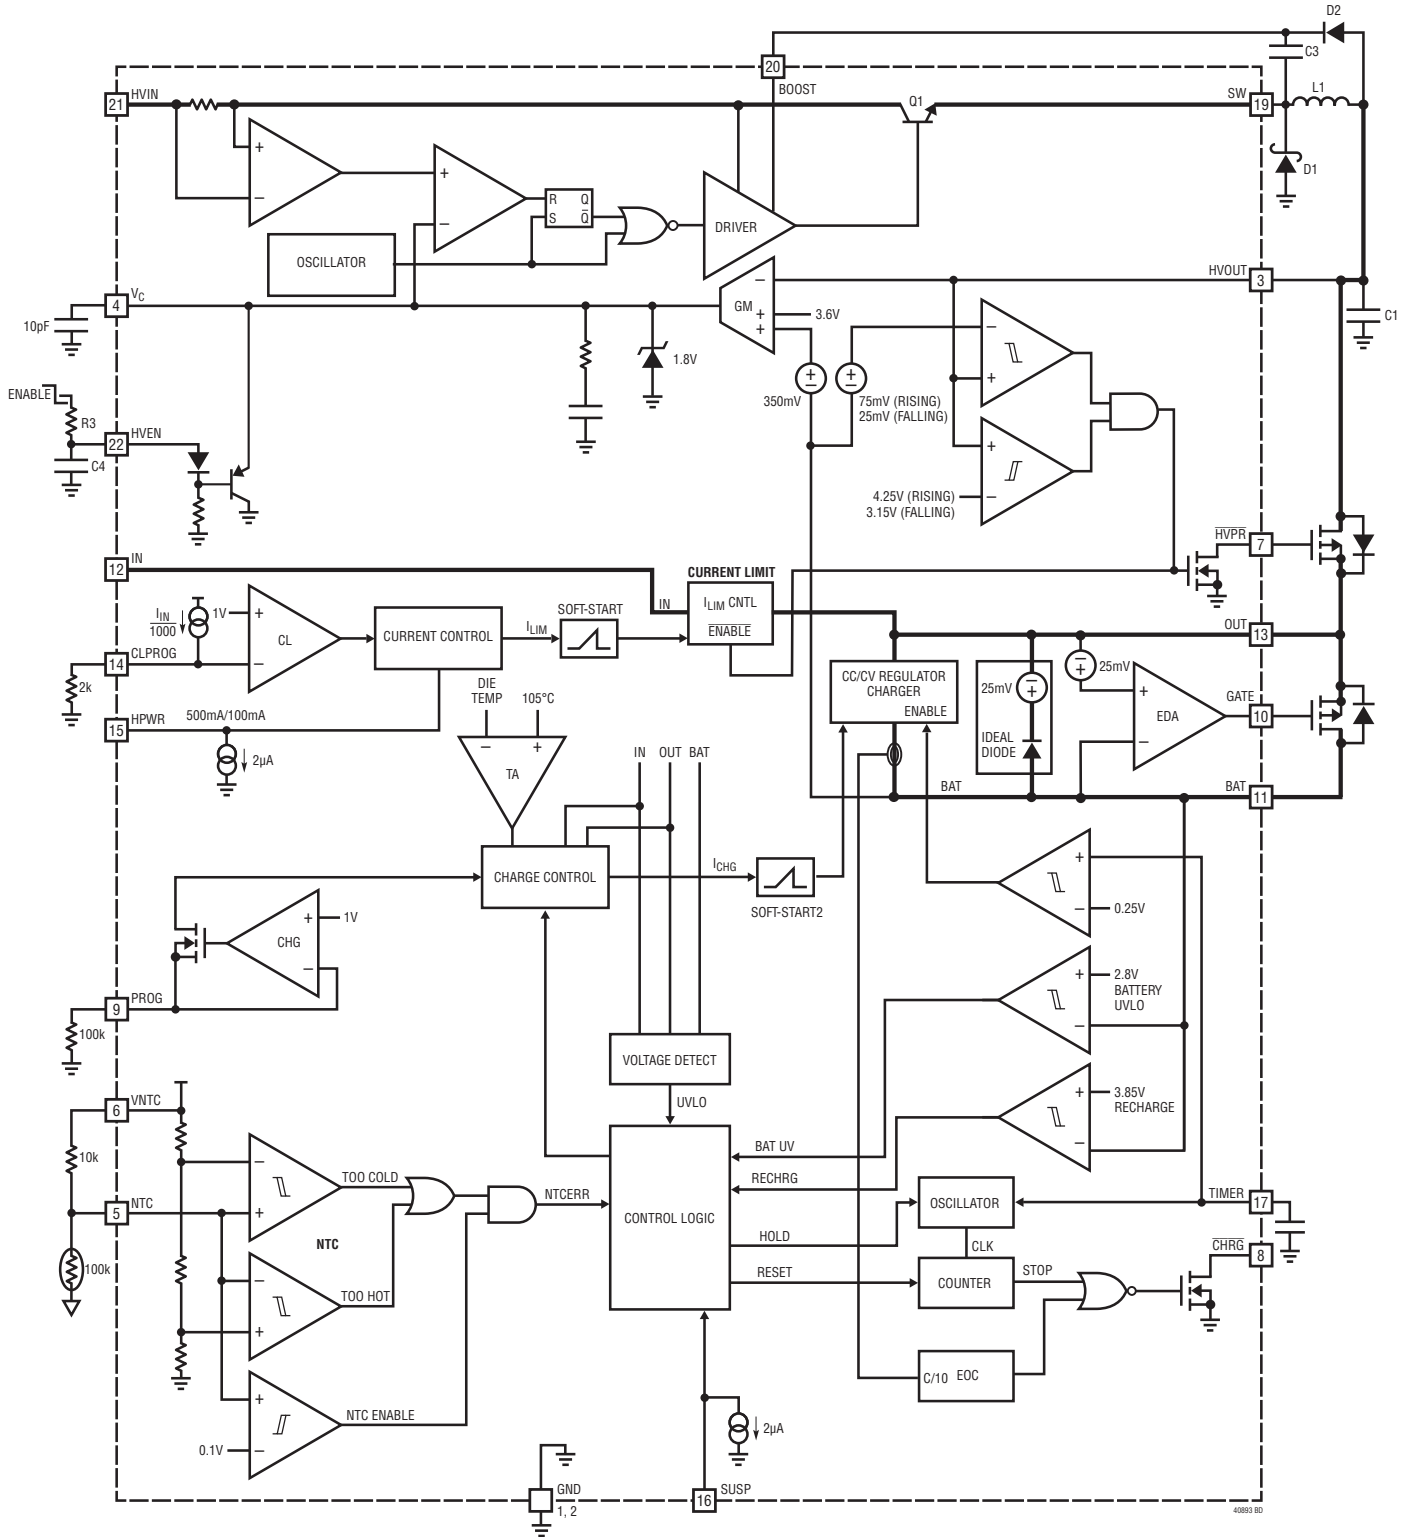 D2
C3
20
BOOST
21
HVIN
Q1
SW
19
L1
D1
+
−
+
−
R Q
S Q̅
DRIVER
OSCILLATOR
HVOUT
3
4
VC
10pF
GM
−
+
+
3.6V
C1
1.8V
350mV
+
−
+
−
75mV (RISING)
25mV (FALLING)
−
+
+
−
4.25V (RISING)
3.15V (FALLING)
ENABLE
R3
22
HVEN
C4
H̅V̅P̅R̅
7
12
IN
CURRENT LIMIT
IN
ILIM CNTL
E̅N̅A̅B̅L̅E̅
IIN
1000
1V
+
−
CL
CURRENT CONTROL
ILIM
SOFT-START
14
CLPROG
2k
15
HPWR
500mA/100mA
2µA
OUT
13
CC/CV REGULATOR
CHARGER
ENABLE
25mV
−
+
IDEAL
DIODE
−
+
25mV
+
−
EDA
GATE
10
DIE
TEMP
105°C
−
+
TA
IN OUT BAT
BAT
BAT
11
CHARGE CONTROL
ICHG
SOFT-START2
+
−
0.25V
CHG
+
−
1V
9
PROG
100k
+
−
2.8V
BATTERY
UVLO
VOLTAGE DETECT
UVLO
+
−
3.85V
RECHARGE
6
VNTC
10k
5
NTC
100k
−
+
TOO COLD
NTC
−
+
TOO HOT
+
−
0.1V
NTC ENABLE
NTCERR
CONTROL LOGIC
BAT UV
RECHRG
HOLD
RESET
OSCILLATOR
CLK
COUNTER
STOP
C/10 EOC
TIMER
17
C̅H̅R̅G̅
8
2µA
GND
1, 2
16
SUSP
40893 BD